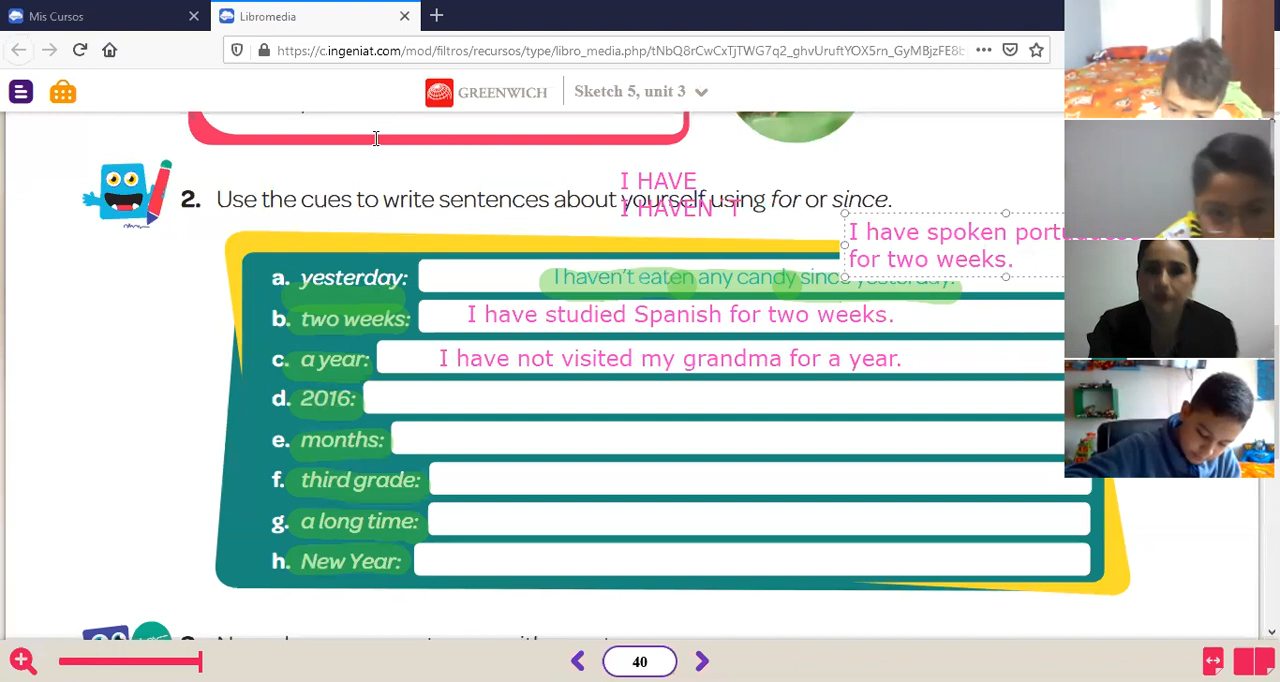 Mis Cursos
Libromedia
https://c.ingeniat.com/mod/filtros/recursos/type/libro_media.php/
GREENWICH
Sketch 5, unit 3
I HAVE
2. Use the cues to write sentences about yourself using for or since.
I HAVEN´T
I have spoken
for two weeks.
a. yesterday: I haven't eaten any candy since yesterday.
b. two weeks: I have studied Spanish for two weeks.
c. a year: I have not visited my grandma for a year.
d. 2016:
e. months:
f. third grade:
g. a long time:
h. New Year:
40